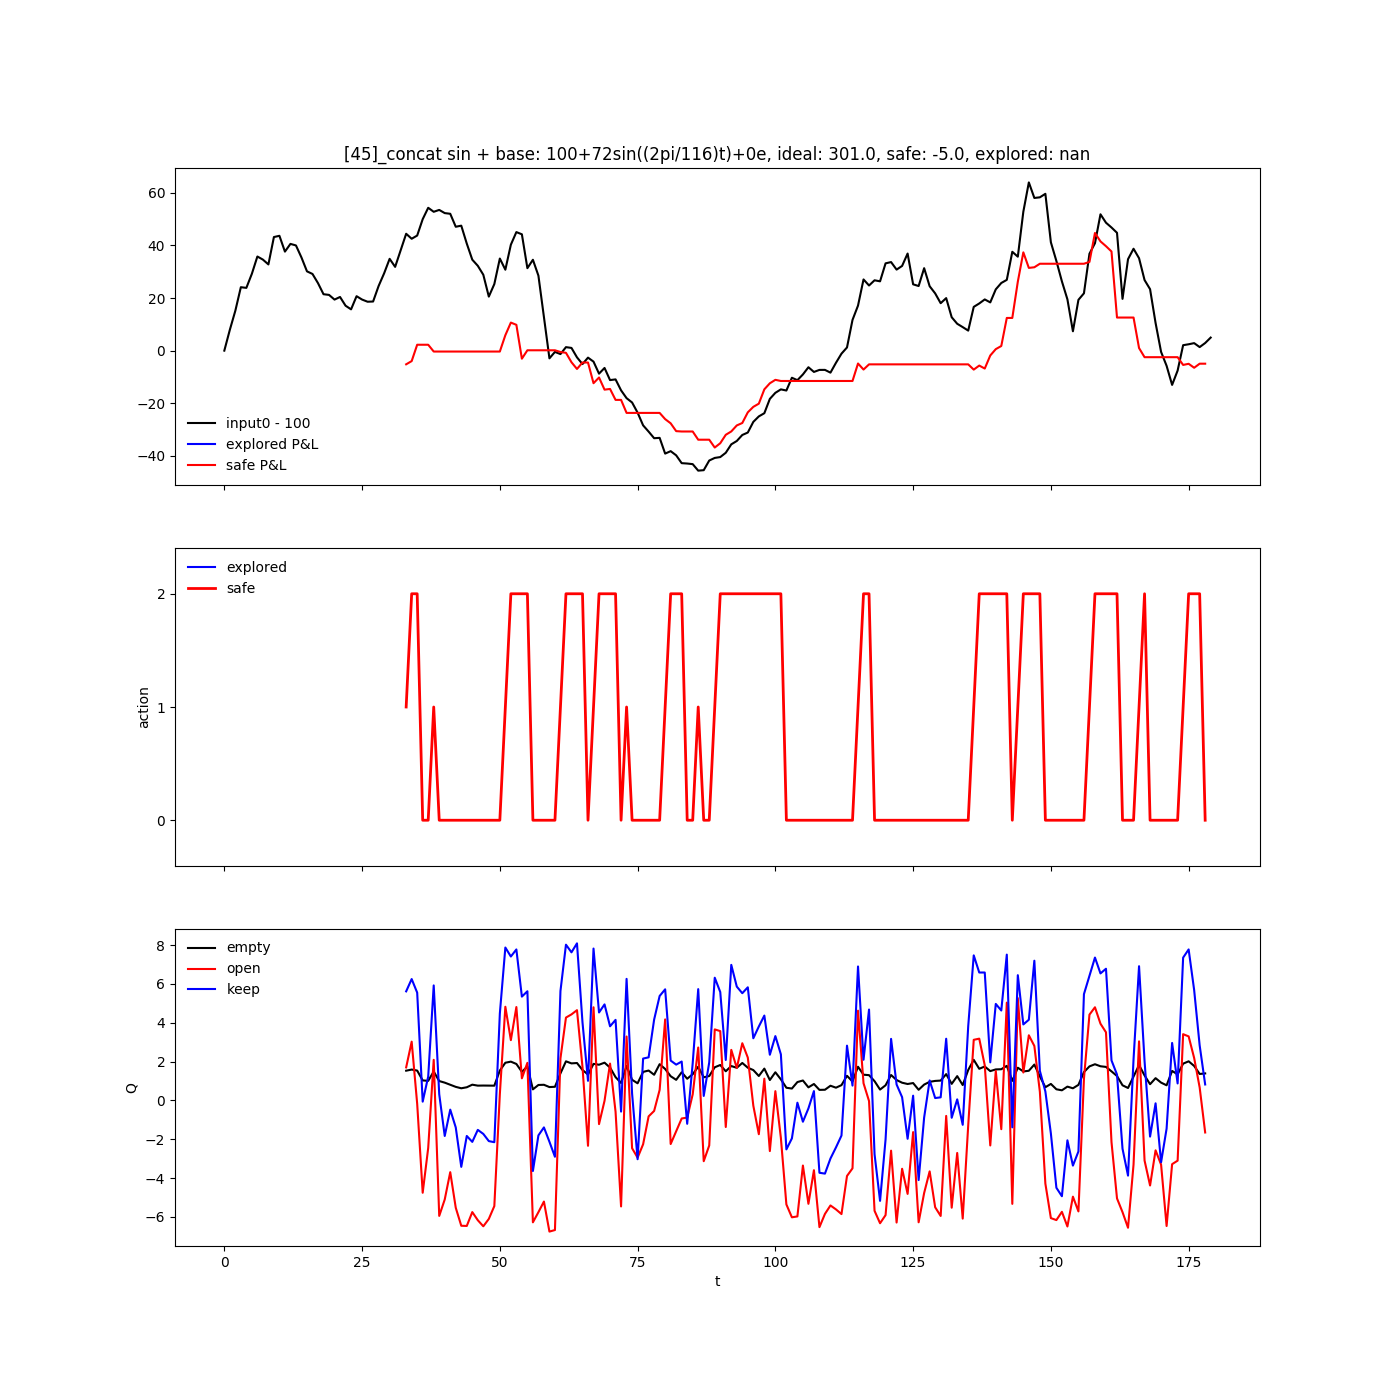 [45]_concat sin + base: 100+72sin((2pi/116)t)+0e, ideal: 301.0, safe: -5.0, explored: nan
60
40
20
0
−20
−40
input0 - 100
explored P&L
safe P&L
2
1
0
action
explored
safe
8
6
4
2
0
−2
−4
−6
Q
empty
open
keep
0 25 50 75 100 125 150 175
t